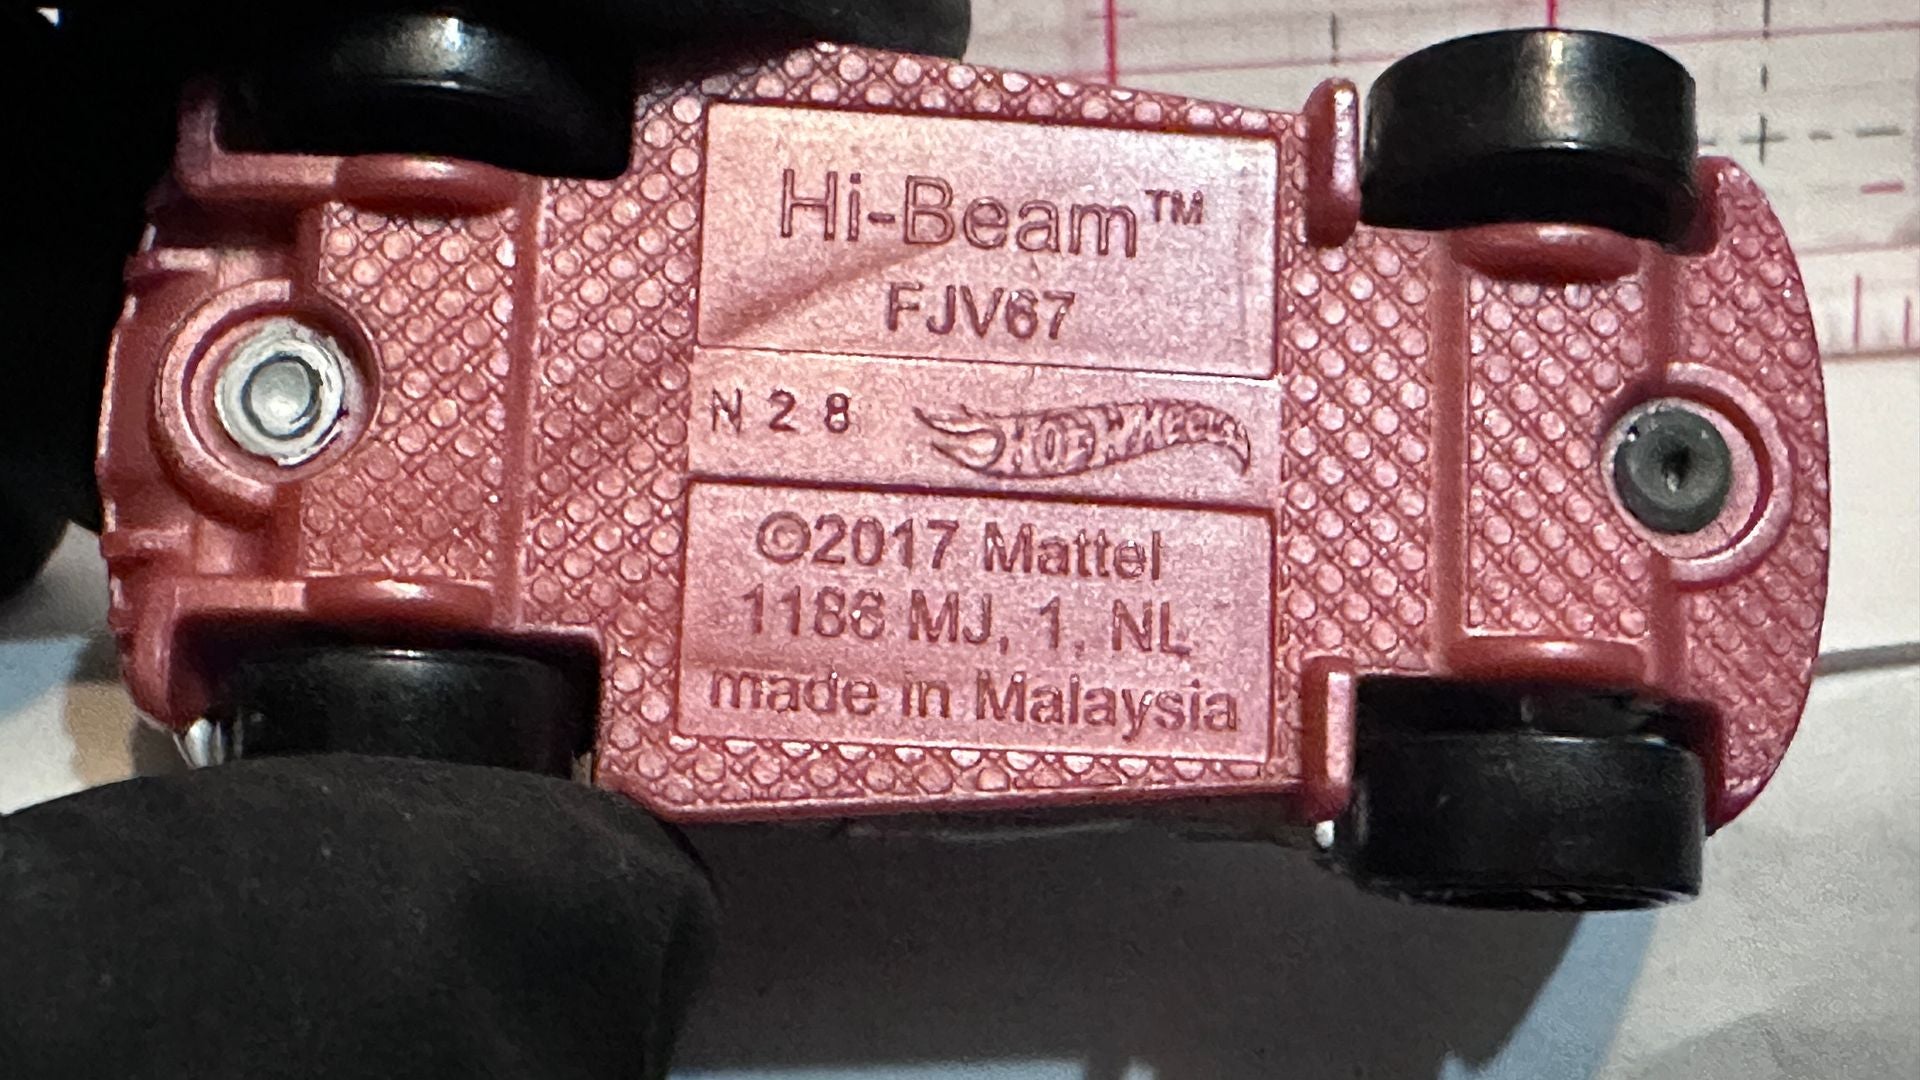 Hi-Beam™
FJV67
N 2 8 HOT WHEELS
©2017 Mattel
1186 MJ, 1, NL
made in Malaysia